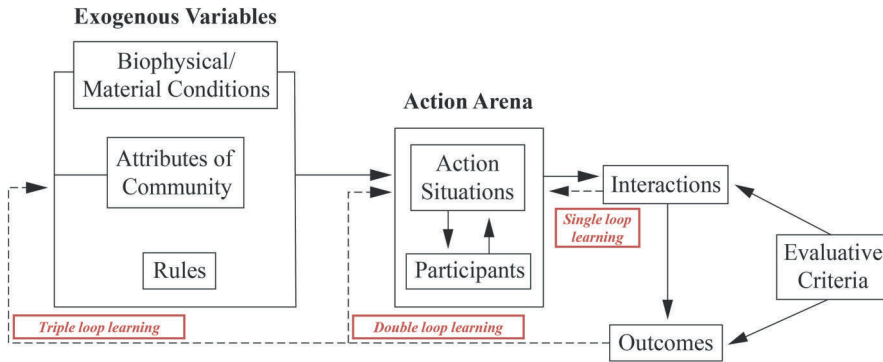 Exogenous Variables
Biophysical/
Material Conditions
Attributes of
Community
Rules
Triple loop learning
Action Arena
Action
Situations
Participants
Double loop learning
Single loop
learning
Interactions
Outcomes
Evaluative
Criteria